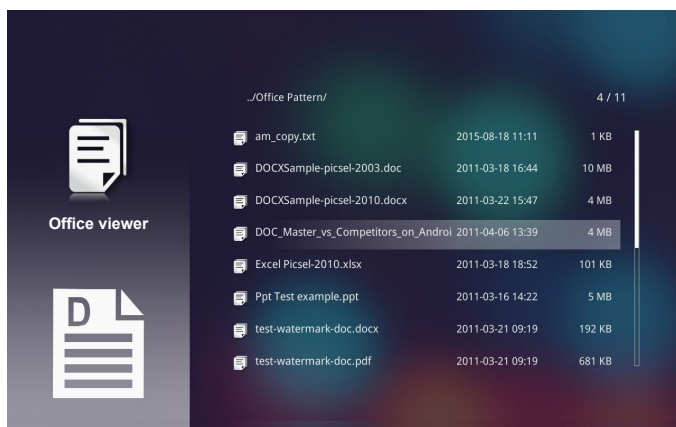 ../Office Pattern/ 4 / 11
am_copy.txt 2015-08-18 11:11 1 KB
DOCXSample-picsel-2003.doc 2011-03-18 16:44 10 MB
DOCXSample-picsel-2010.docx 2011-03-22 15:47 4 MB
Office viewer
DOC_Master_vs_Competitors_on_Androi 2011-04-06 13:39 4 MB
Excel Picsel-2010.xlsx 2011-03-18 18:52 101 KB
Ppt Test example.ppt 2011-03-16 14:22 5 MB
D
test-watermark-doc.docx 2011-03-21 09:19 192 KB
test-watermark-doc.pdf 2011-03-21 09:19 681 KB